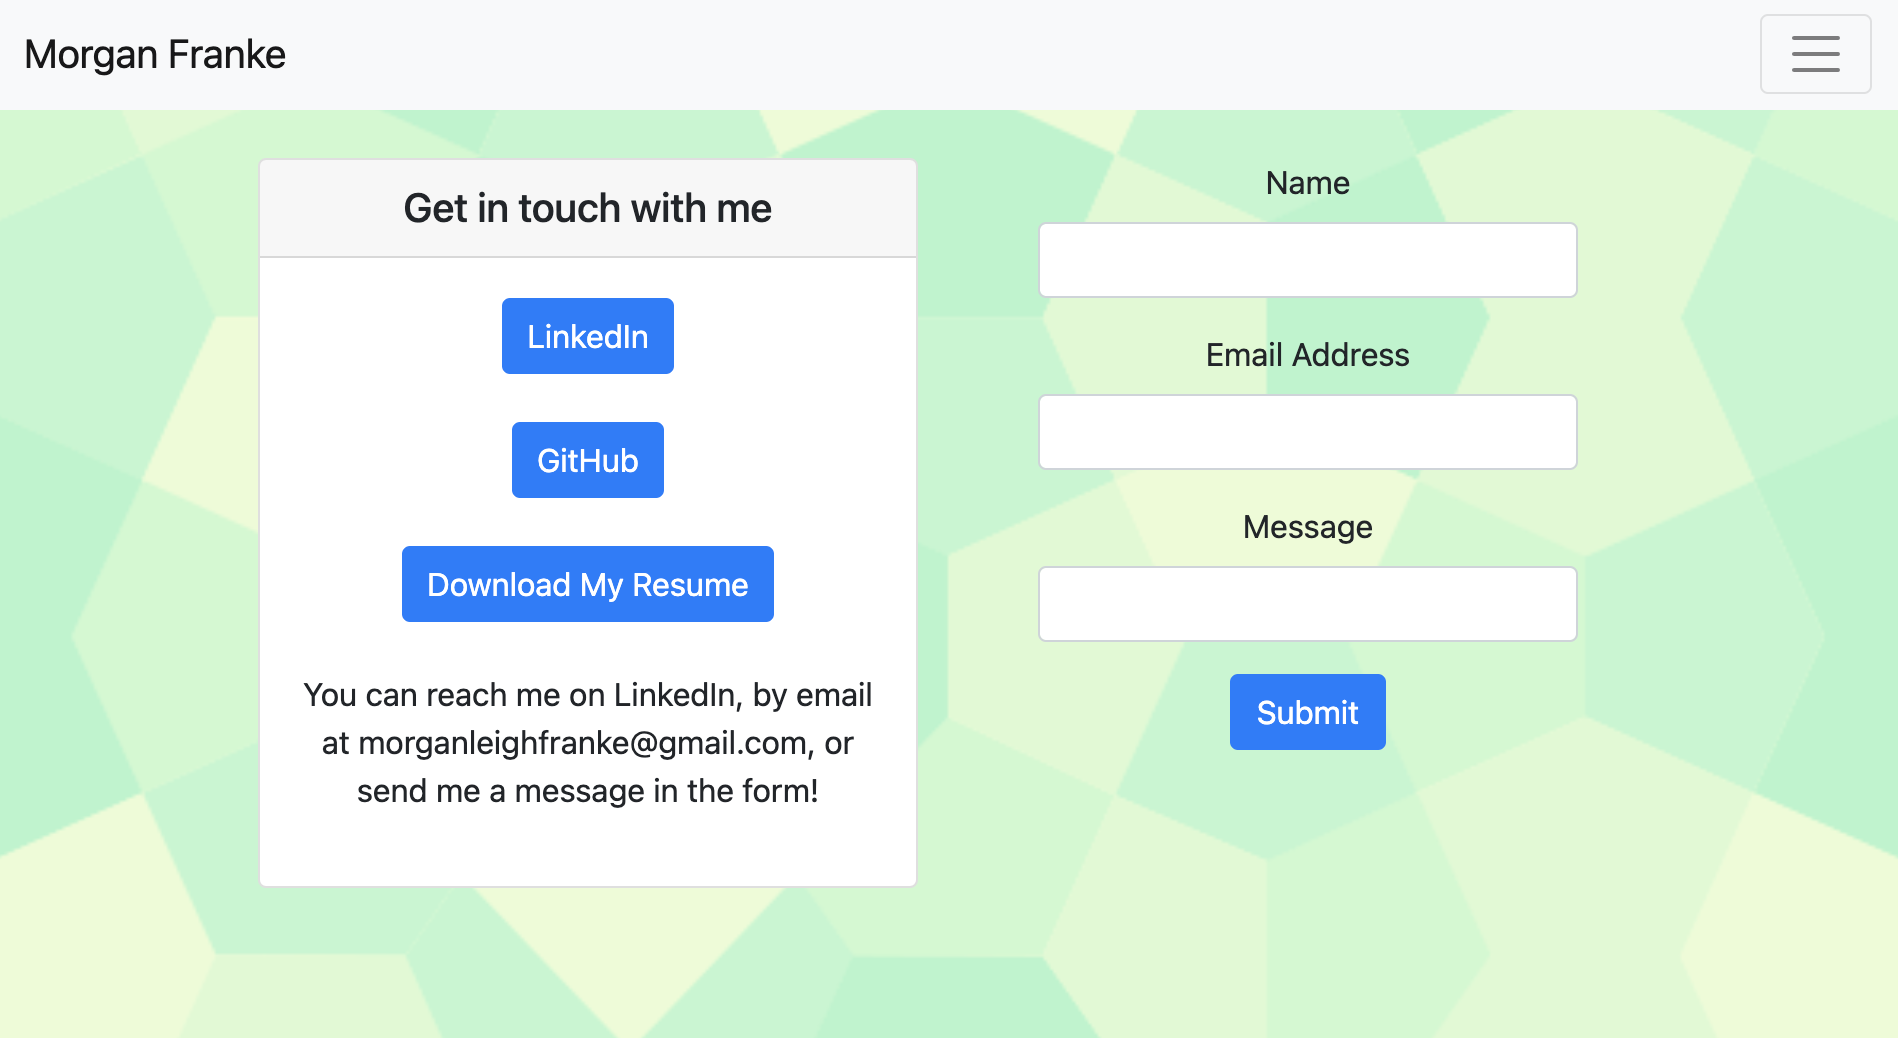 Morgan Franke
Get in touch with me
LinkedIn
GitHub
Download My Resume
You can reach me on LinkedIn, by email
at morganleighfranke@gmail.com, or
send me a message in the form!
Name
Email Address
Message
Submit